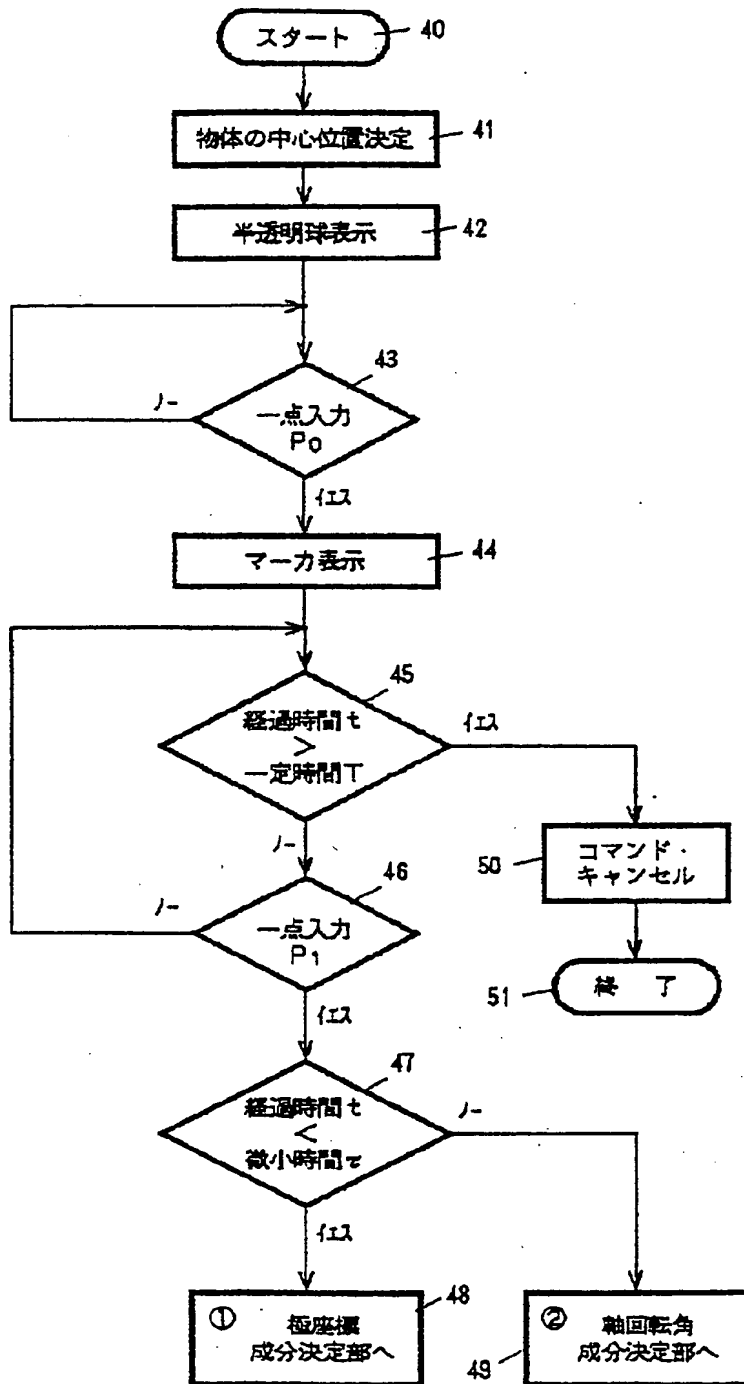 スタート
40
物体の中心位置決定
41
半透明球表示
42
43
一点入力
P0
ノー
イエス
マーカ表示
44
45
経過時間t
>
一定時間T
イエス
ノー
46
一点入力
P1
ノー
イエス
50
コマンド・
キャンセル
51
終 了
47
経過時間t
<
微小時間τ
ノー
イエス
48
① 極座標
成分決定部へ
② 軸回転角
成分決定部へ
49